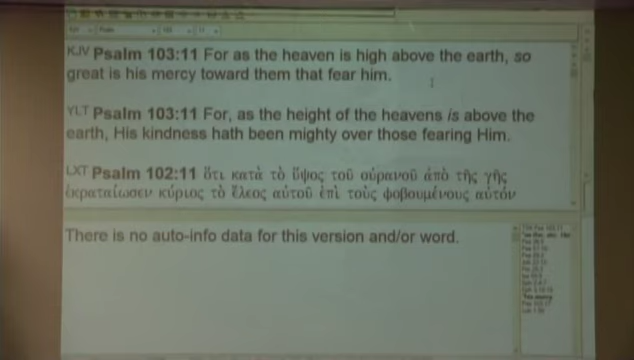 KJV Psalm 103:11 For as the heaven is high above the earth, so
great is his mercy toward them that fear him.
YLT Psalm 103:11 For, as the height of the heavens is above the
earth, His kindness hath been mighty over those fearing Him.
LXT Psalm 102:11 ὅτι κατὰ τὸ ὕψος τοῦ οὐρανοῦ ἀπὸ τῆς γῆς
ἐκραταίωσεν κύριος τὸ ἔλεος αὐτοῦ ἐπὶ τοὺς φοβουμένους αὐτόν
There is no auto-info data for this version and/or word.